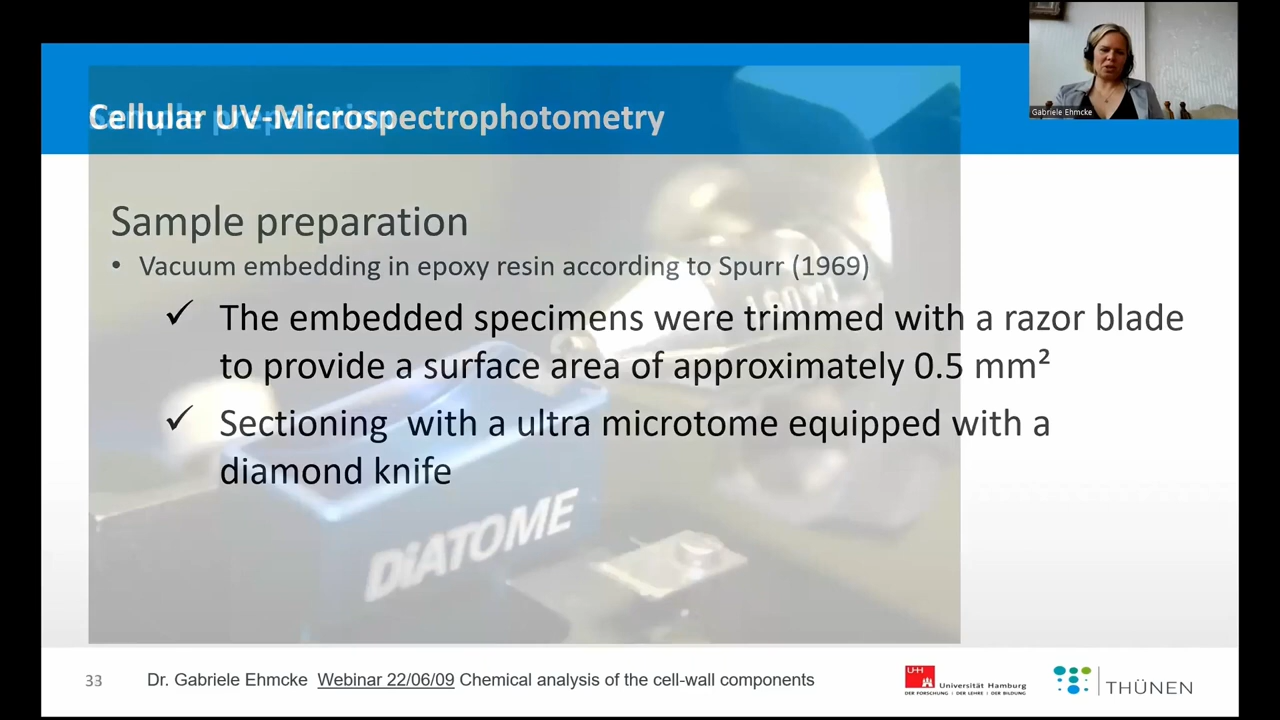 Gabriele Ehmcke
Cellular UV-Microspectrophotometry
Sample preparation
Sample preparation
• Vacuum embedding in epoxy resin according to Spurr (1969)
✓ The embedded specimens were trimmed with a razor blade
to provide a surface area of approximately 0.5 mm²
✓ Sectioning with a ultra microtome equipped with a
diamond knife
DiATOME
33 Dr. Gabriele Ehmcke Webinar 22/06/09 Chemical analysis of the cell-wall components
UH
Universität Hamburg
DER FORSCHUNG | DER LEHRE | DER BILDUNG
THÜNEN